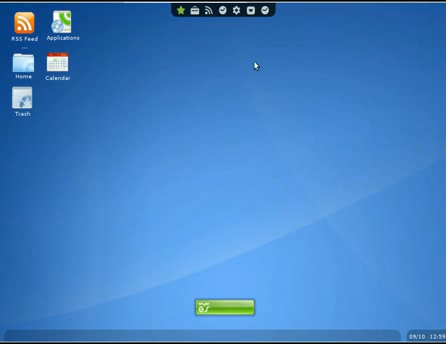 RSS Feed
...
Applications
Home
Calendar
Trash
09/10 12:59